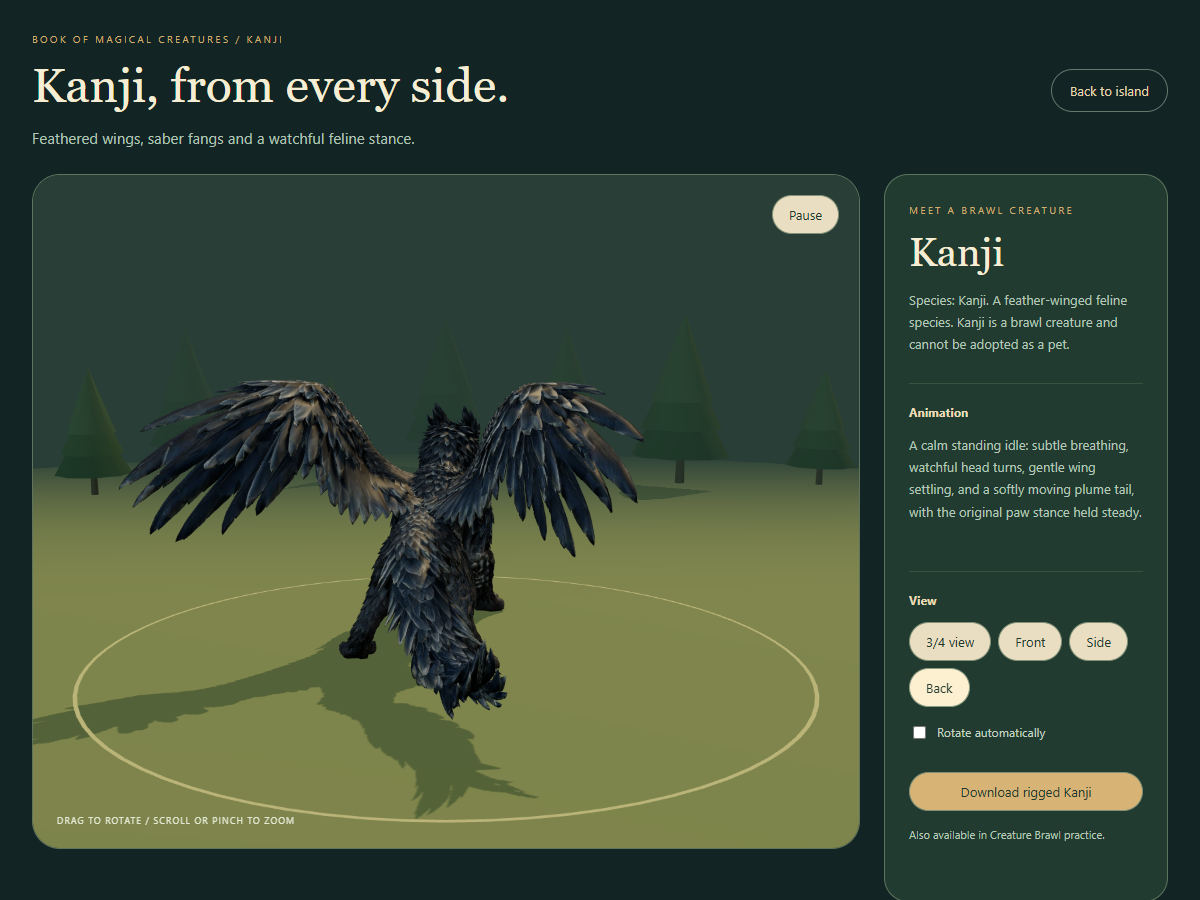 BOOK OF MAGICAL CREATURES / KANJI
Kanji, from every side.
Feathered wings, saber fangs and a watchful feline stance.
Back to island
Pause
DRAG TO ROTATE / SCROLL OR PINCH TO ZOOM
MEET A BRAWL CREATURE
Kanji
Species: Kanji. A feather-winged feline
species. Kanji is a brawl creature and
cannot be adopted as a pet.
Animation
A calm standing idle: subtle breathing,
watchful head turns, gentle wing
settling, and a softly moving plume tail,
with the original paw stance held steady.
View
3/4 view
Front
Side
Back
Rotate automatically
Download rigged Kanji
Also available in Creature Brawl practice.